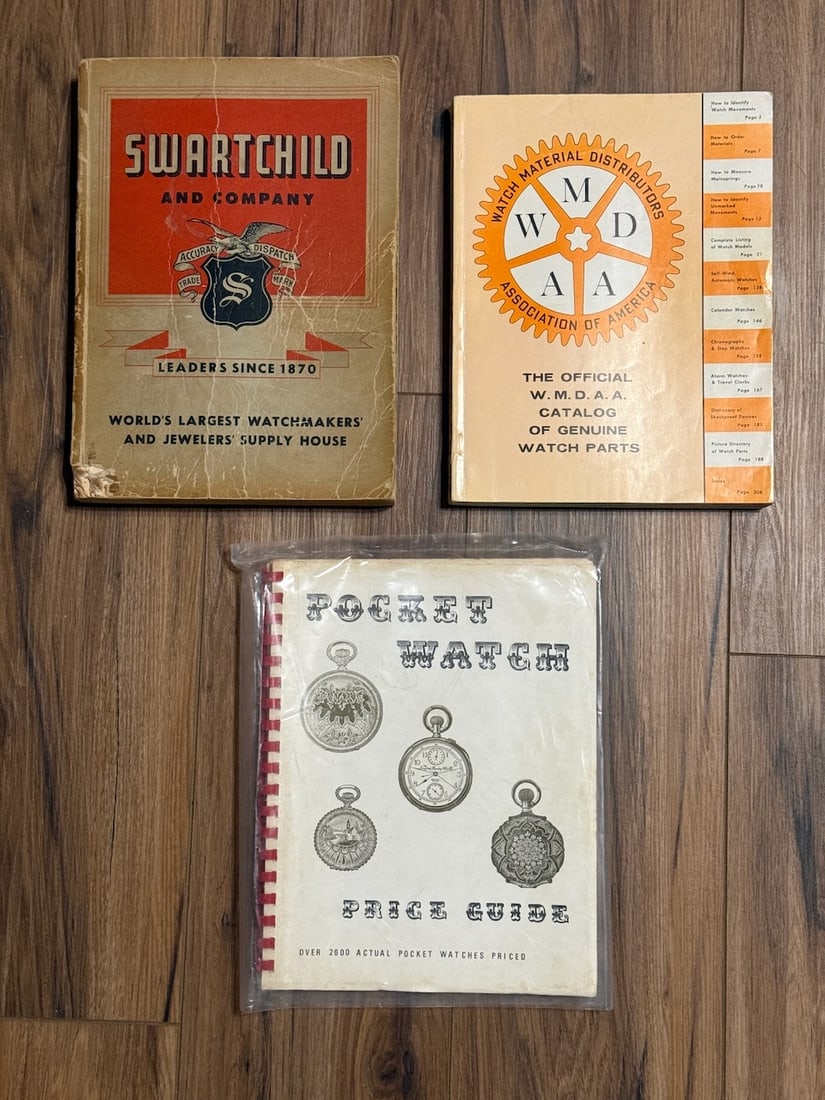 SWARTCHILD
AND COMPANY
ACCURACY DISPATCH
TRADE MARK
S
LEADERS SINCE 1870
WORLD'S LARGEST WATCHMAKERS'
AND JEWELERS' SUPPLY HOUSE
WATCH MATERIAL DISTRIBUTORS
W M D
A A
ASSOCIATION OF AMERICA
THE OFFICIAL
W. M. D. A. A.
CATALOG
OF GENUINE
WATCH PARTS
How to Identify
Watch Movements
Page 3
How to Order
Materials
Page 7
How to Measure
Mainsprings
Page 10
How to Identify
Unmarked
Movements
Page 12
Complete Listing
of Watch Models
Page 21
Self-Wind,
Automatic Watches
Page 128
Calendar Watches
Page 146
Chronographs
& Stop Watches
Page
Alarm Watches
& Travel Clocks
Page 167
Dictionary of
Shockproof Devices
Page 182
Picture Directory
of Watch Parts
Page 188
Index
Page 206
POCKET
WATCH
PRICE GUIDE
OVER 2800 ACTUAL POCKET WATCHES PRICED